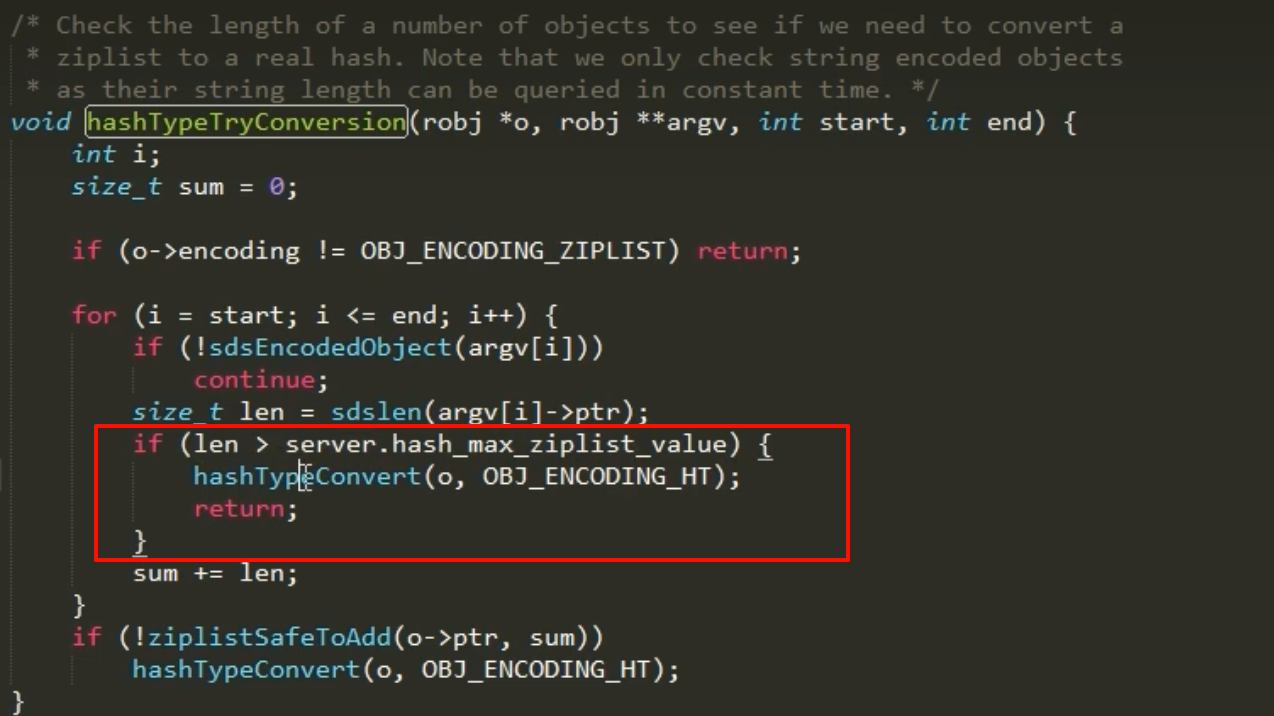 /* Check the length of a number of objects to see if we need to convert a
 * ziplist to a real hash. Note that we only check string encoded objects
 * as their string length can be queried in constant time. */
void hashTypeTryConversion(robj *o, robj **argv, int start, int end) {
    int i;
    size_t sum = 0;

    if (o->encoding != OBJ_ENCODING_ZIPLIST) return;

    for (i = start; i <= end; i++) {
        if (!sdsEncodedObject(argv[i]))
            continue;
        size_t len = sdslen(argv[i]->ptr);
        if (len > server.hash_max_ziplist_value) {
            hashTypeConvert(o, OBJ_ENCODING_HT);
            return;
        }
        sum += len;
    }
    if (!ziplistSafeToAdd(o->ptr, sum))
        hashTypeConvert(o, OBJ_ENCODING_HT);
}